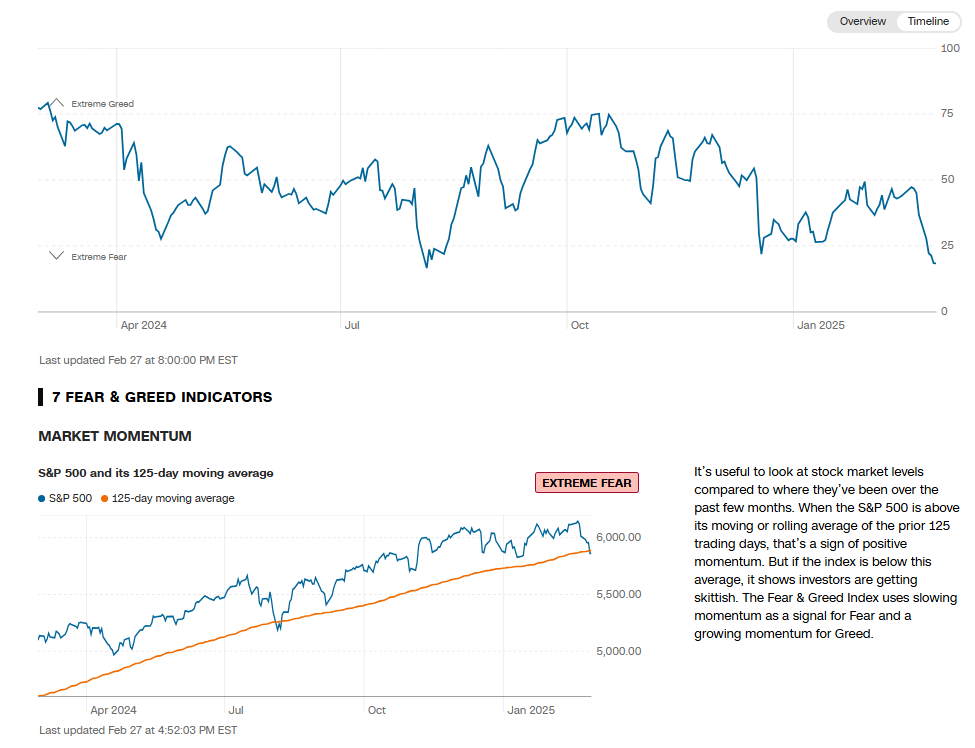 Overview Timeline
100
Extreme Greed
75
50
25
Extreme Fear
0
Apr 2024 Jul Oct Jan 2025
Last updated Feb 27 at 8:00:00 PM EST
7 FEAR & GREED INDICATORS
MARKET MOMENTUM
S&P 500 and its 125-day moving average
EXTREME FEAR
S&P 500 125-day moving average
6,000.00
5,500.00
5,000.00
Apr 2024 Jul Oct Jan 2025
Last updated Feb 27 at 4:52:03 PM EST
It's useful to look at stock market levels
compared to where they've been over the
past few months. When the S&P 500 is above
its moving or rolling average of the prior 125
trading days, that's a sign of positive
momentum. But if the index is below this
average, it shows investors are getting
skittish. The Fear & Greed Index uses slowing
momentum as a signal for Fear and a
growing momentum for Greed.